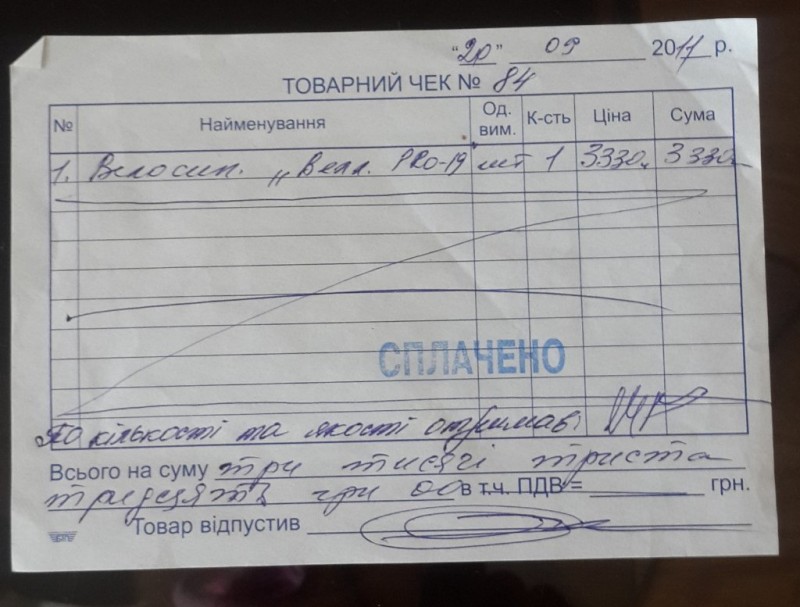 "20" 09 2017 р.
ТОВАРНИЙ ЧЕК № 84
№ Найменування Од. вим. К-сть Ціна Сума
1. Велосип. „Велл. PRO-19 шт 1 3330 3330
СПЛАЧЕНО
По кількості та якості отримав:
Всього на суму три тисячі триста
тридцять грн 00 в т.ч. ПДВ = грн.
Товар відпустив